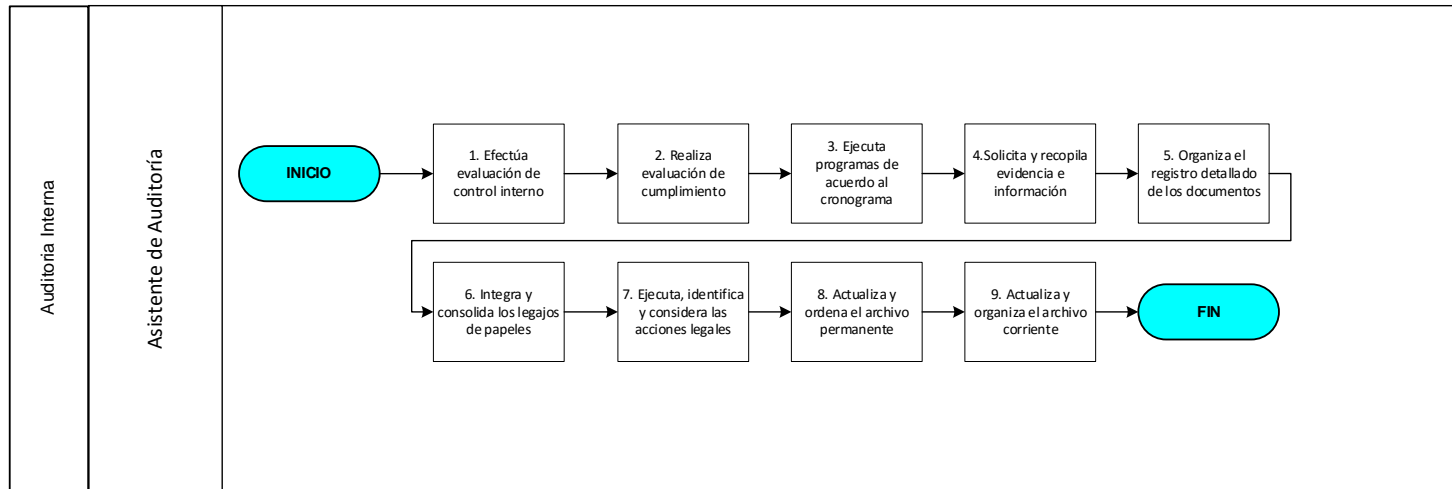 Auditoria Interna
Asistente de Auditoría
INICIO
1. Efectúa
evaluación de
control interno
2. Realiza
evaluación de
cumplimiento
3. Ejecuta
programas de
acuerdo al
cronograma
4.Solicita y recopila
evidencia e
información
5. Organiza el
registro detallado
de los documentos
6. Integra y
consolida los legajos
de papeles
7. Ejecuta, identifica
y considera las
acciones legales
8. Actualiza y
ordena el archivo
permanente
9. Actualiza y
organiza el archivo
corriente
FIN